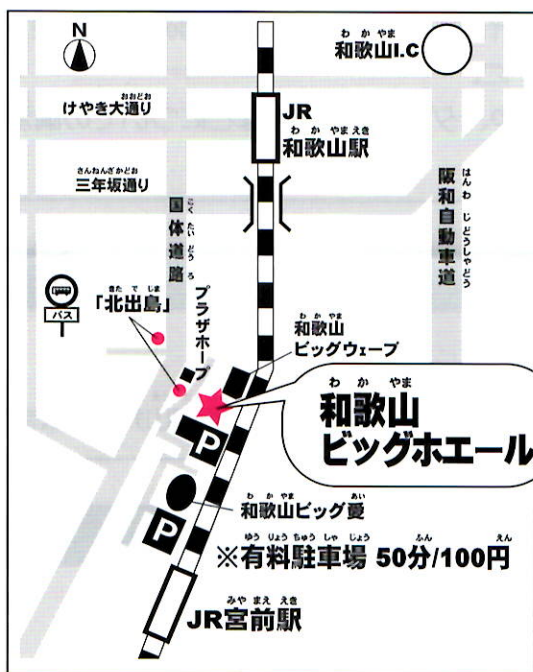 N
わかやま
和歌山I.C
おおどお
けやき大通り
JR
わかやまえき
和歌山駅
さんねんざかどお
三年坂通り
こくたいどうろ
国体道路
はんわじどうしゃどう
阪和自動車道
バス
きたでじま
「北出島」
プラザホープ
わかやま
和歌山
ビッグウェーブ
わかやま
和歌山
ビッグホエール
P
わかやま あい
和歌山ビッグ愛
P
ゆうりょうちゅうしゃじょう ふん えん
※有料駐車場 50分/100円
みやまええき
JR宮前駅